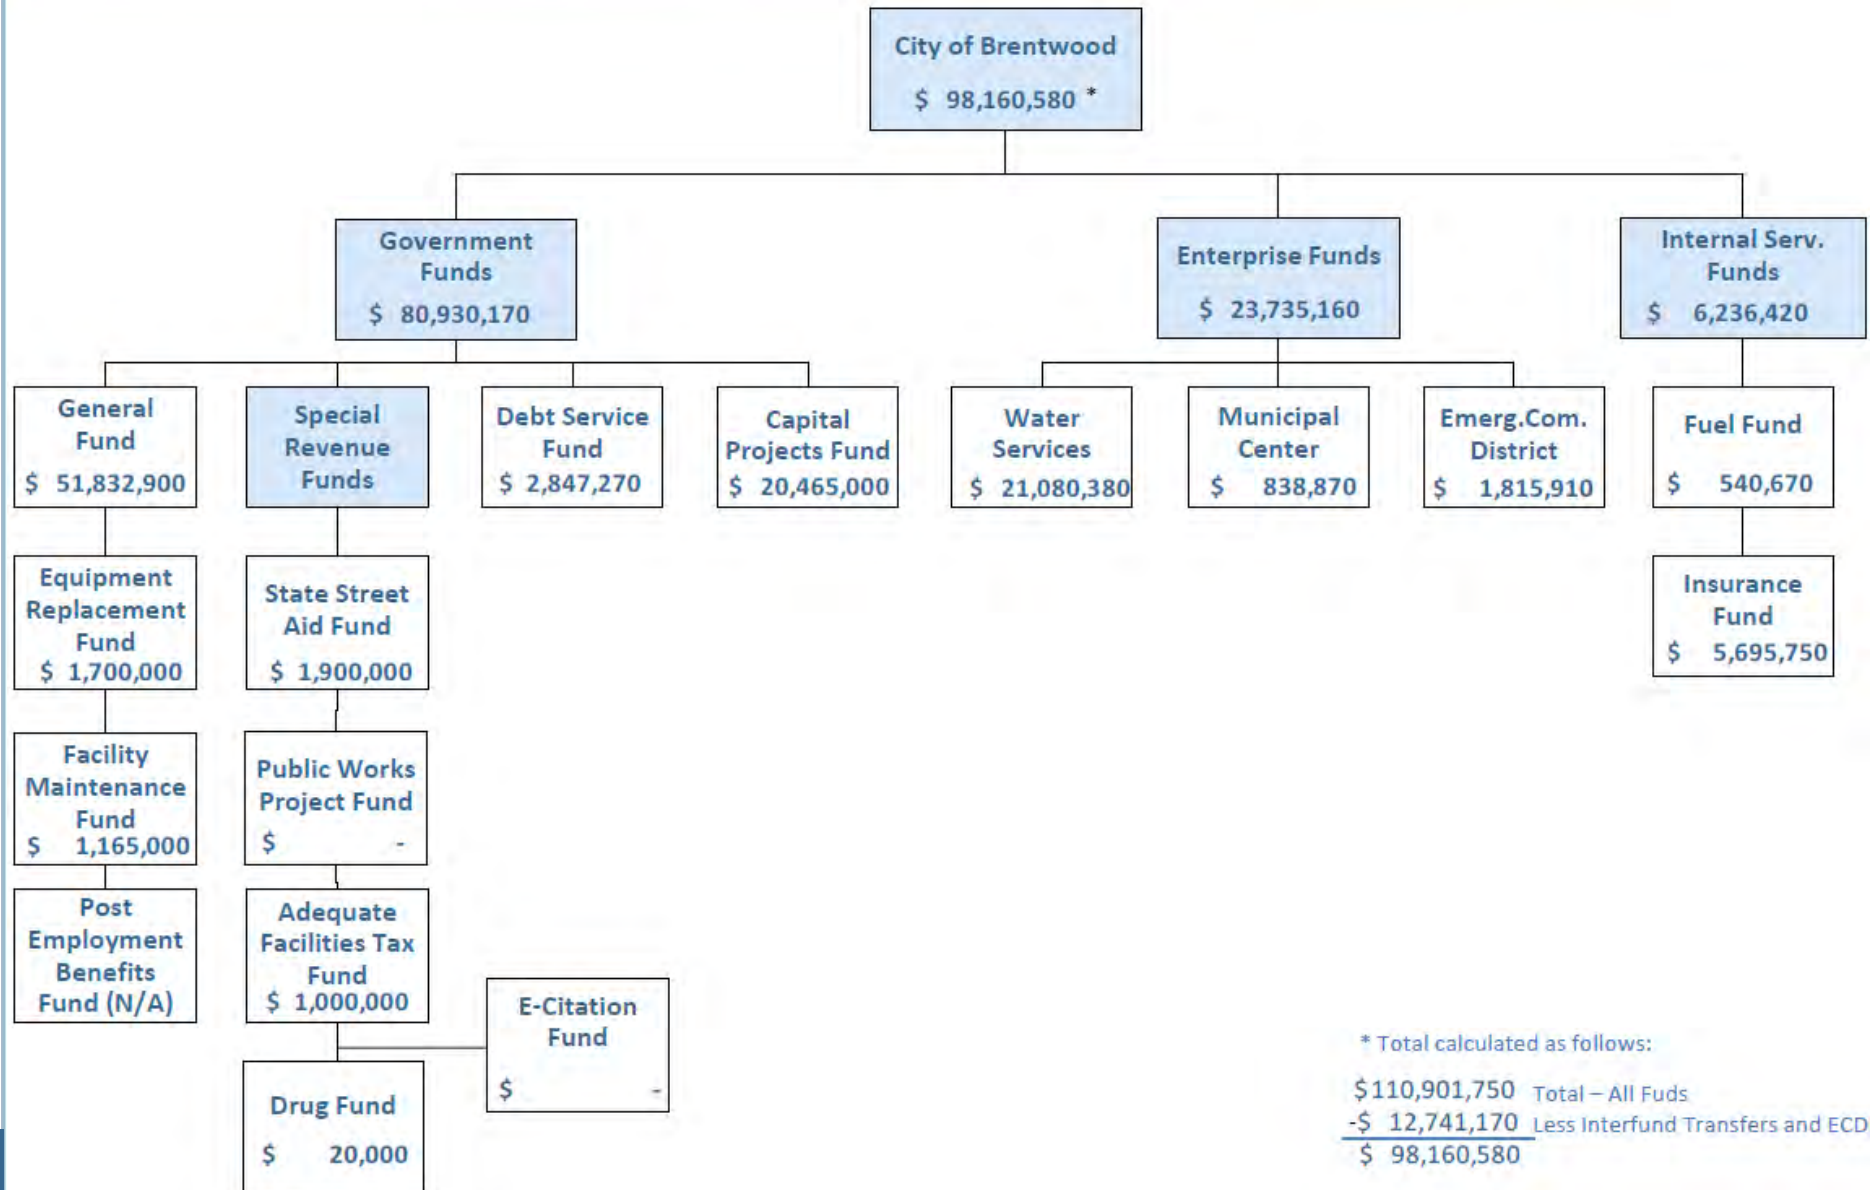 City of Brentwood
$ 98,160,580 *
Government
Funds
$ 80,930,170
Enterprise Funds
$ 23,735,160
Internal Serv.
Funds
$ 6,236,420
General
Fund
$ 51,832,900
Special
Revenue
Funds
Debt Service
Fund
$ 2,847,270
Capital
Projects Fund
$ 20,465,000
Water
Services
$ 21,080,380
Municipal
Center
$ 838,870
Emerg.Com.
District
$ 1,815,910
Fuel Fund
$ 540,670
Equipment
Replacement
Fund
$ 1,700,000
State Street
Aid Fund
$ 1,900,000
Insurance
Fund
$ 5,695,750
Facility
Maintenance
Fund
$ 1,165,000
Public Works
Project Fund
$ -
Post
Employment
Benefits
Fund (N/A)
Adequate
Facilities Tax
Fund
$ 1,000,000
E-Citation
Fund
$ -
Drug Fund
$ 20,000
* Total calculated as follows:
$110,901,750 Total – All Fuds
-$ 12,741,170 Less Interfund Transfers and ECD
$ 98,160,580